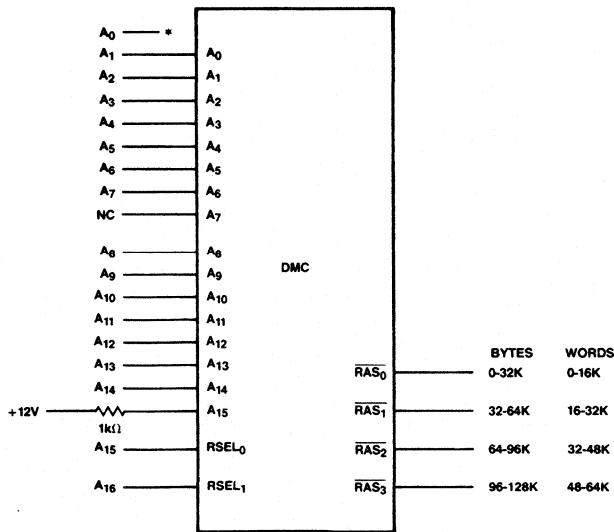 A₀ *
A₁ A₀
A₂ A₁
A₃ A₂
A₄ A₃
A₅ A₄
A₆ A₅
A₇ A₆
NC A₇
A₈ A₈
A₉ A₉
DMC
A₁₀ A₁₀
A₁₁ A₁₁
A₁₂ A₁₂
A₁₃ A₁₃
BYTES WORDS
A₁₄ A₁₄
RAS₀ 0-32K 0-16K
+12V 1kΩ A₁₅
RAS₁ 32-64K 16-32K
A₁₅ RSEL₀
RAS₂ 64-96K 32-48K
A₁₆ RSEL₁
RAS₃ 96-128K 48-64K